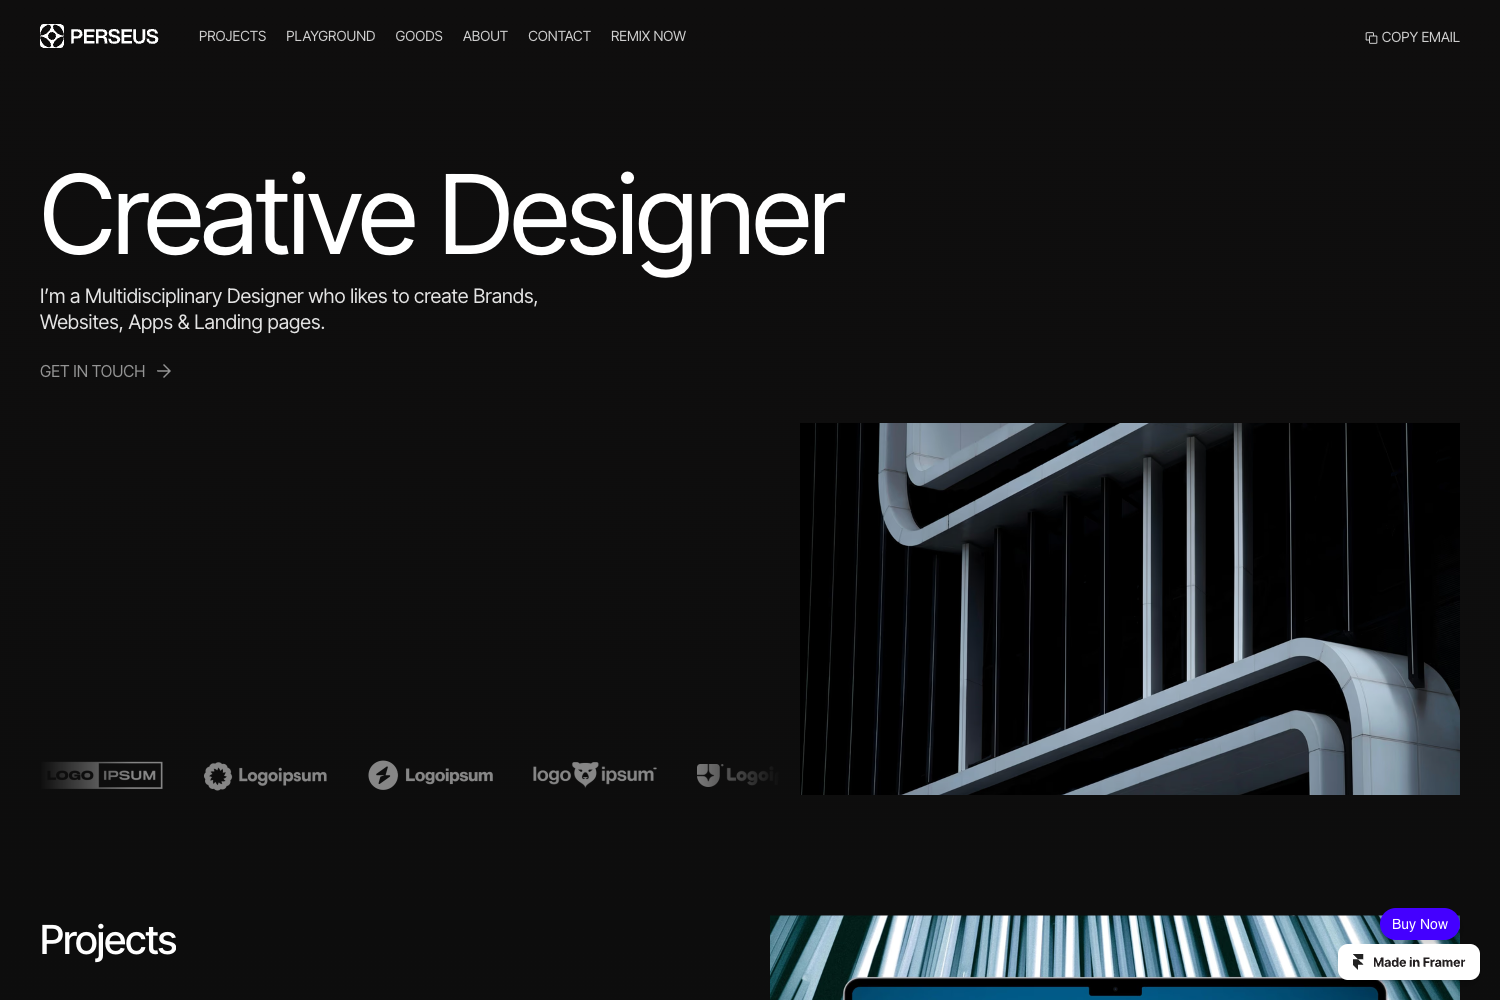 PERSEUS
PROJECTS
PLAYGROUND
GOODS
ABOUT
CONTACT
REMIX NOW
COPY EMAIL
Creative Designer
I’m a Multidisciplinary Designer who likes to create Brands,
Websites, Apps & Landing pages.
GET IN TOUCH
LOGO IPSUM
Logoipsum
Logoipsum
logo ipsum
Projects
Buy Now
Made in Framer